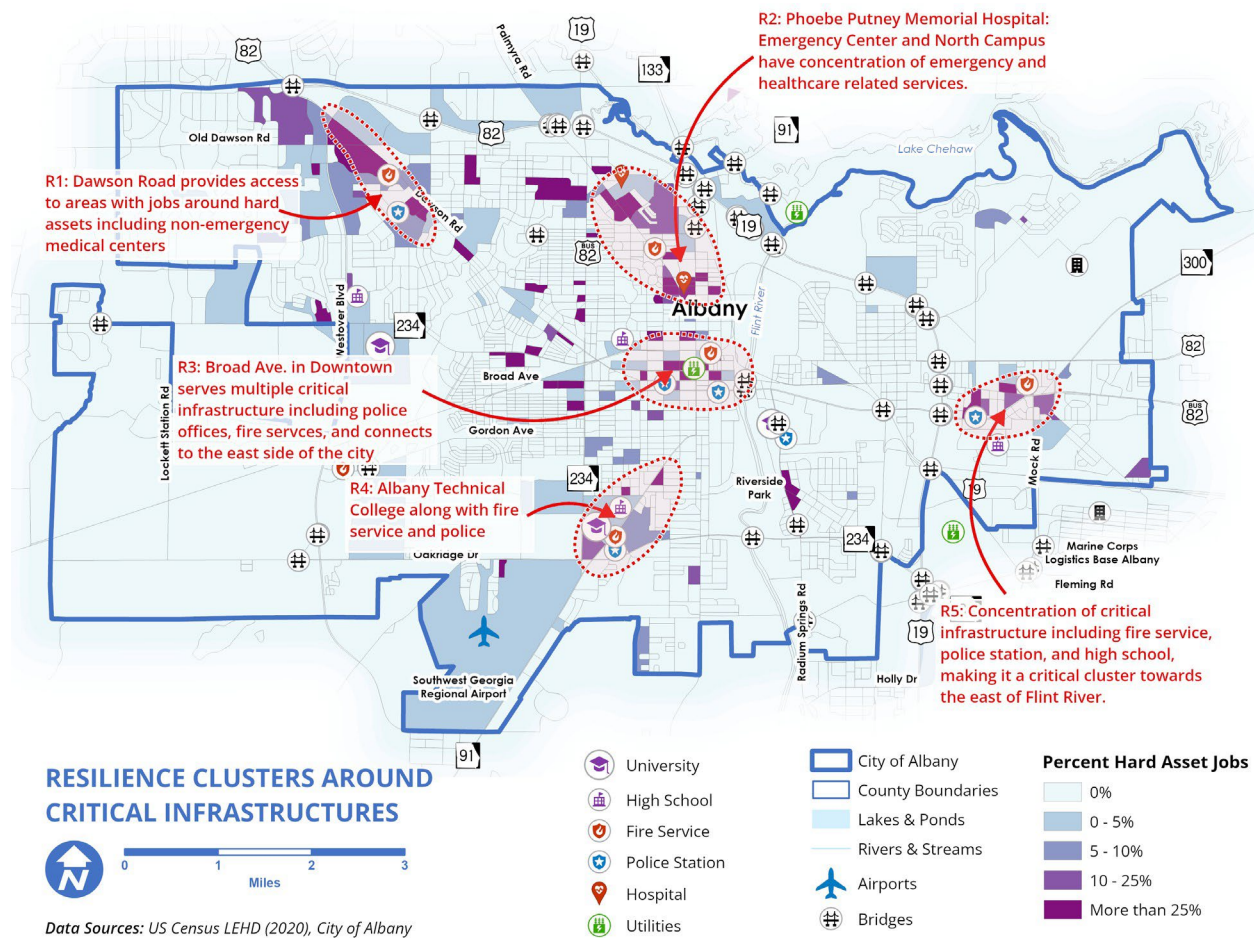 19
82
Palmyra Rd
133
R2: Phoebe Putney Memorial Hospital:
Emergency Center and North Campus
have concentration of emergency and
healthcare related services.
Old Dawson Rd
82
91
Lake Chehaw
R1: Dawson Road provides access
to areas with jobs around hard
assets including non-emergency
medical centers
Dawson Rd
BUS
82
19
300
Albany
Flint River
Westover Blvd
234
82
R3: Broad Ave. in Downtown
serves multiple critical
infrastructure including police
offices, fire servces, and connects
to the east side of the city
Broad Ave
Gordon Ave
Lockett Station Rd
BUS
82
Mock Rd
R4: Albany Technical
College along with fire
service and police
234
Riverside
Park
19
234
Oakridge Dr
Marine Corps
Logistics Base Albany
Fleming Rd
Radium Springs Rd
19
R5: Concentration of critical
infrastructure including fire service,
police station, and high school,
making it a critical cluster towards
the east of Flint River.
Holly Dr
Southwest Georgia
Regional Airport
91
RESILIENCE CLUSTERS AROUND
CRITICAL INFRASTRUCTURES
N
0 1 2 3
Miles
Data Sources: US Census LEHD (2020), City of Albany
University
High School
Fire Service
Police Station
Hospital
Utilities
City of Albany
County Boundaries
Lakes & Ponds
Rivers & Streams
Airports
Bridges
Percent Hard Asset Jobs
0%
0 - 5%
5 - 10%
10 - 25%
More than 25%